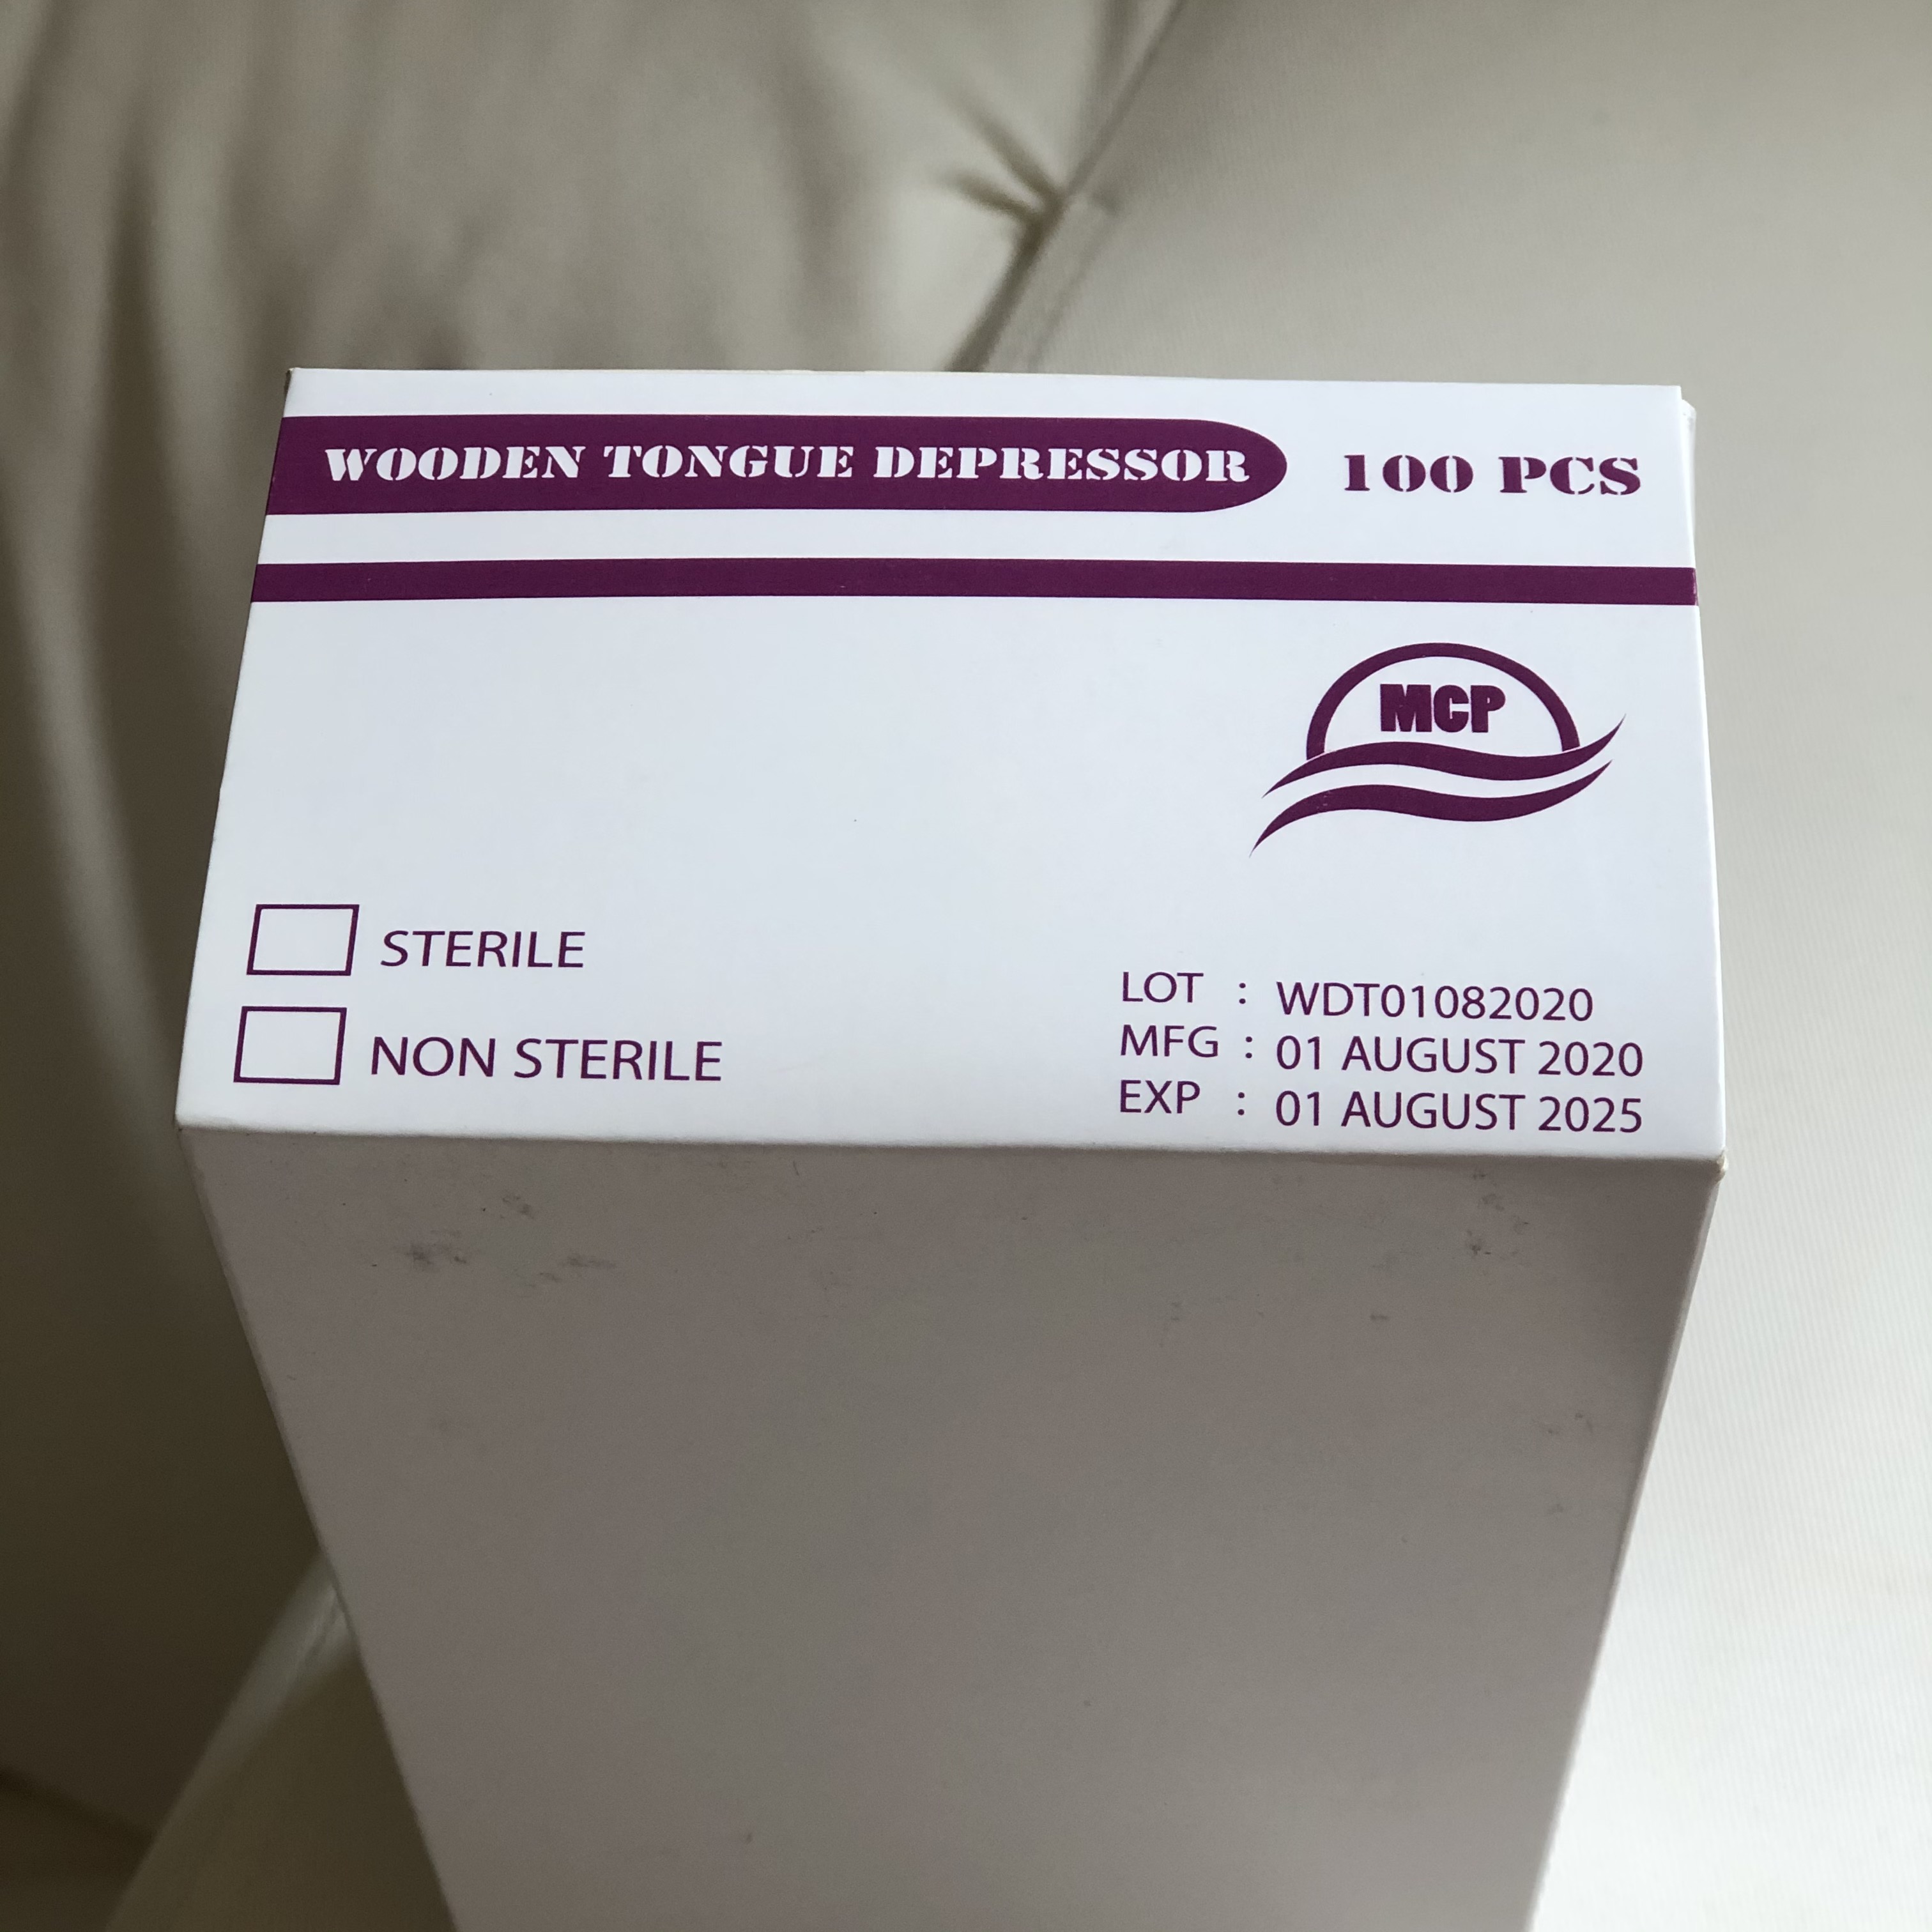 WOODEN TONGUE DEPRESSOR 100 PCS
MCP
STERILE
NON STERILE
LOT : WDT01082020
MFG : 01 AUGUST 2020
EXP : 01 AUGUST 2025